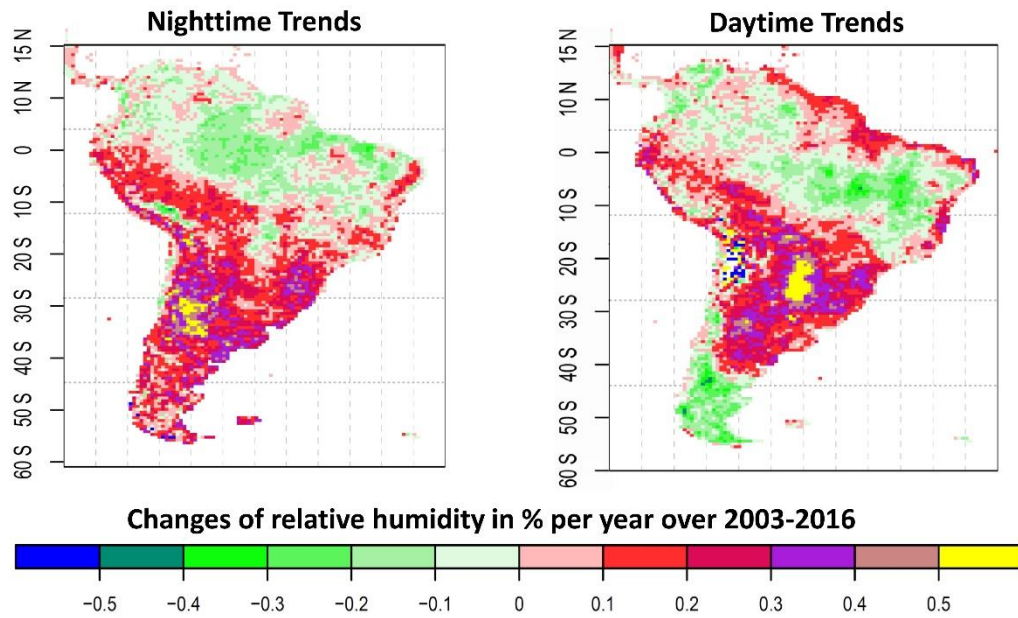 Nighttime Trends
Daytime Trends
15 N
10 N
0
10 S
20 S
30 S
40 S
50 S
60 S
15 N
10 N
0
10 S
20 S
30 S
40 S
50 S
60 S
Changes of relative humidity in % per year over 2003-2016
−0.5 −0.4 −0.3 −0.2 −0.1 0 0.1 0.2 0.3 0.4 0.5